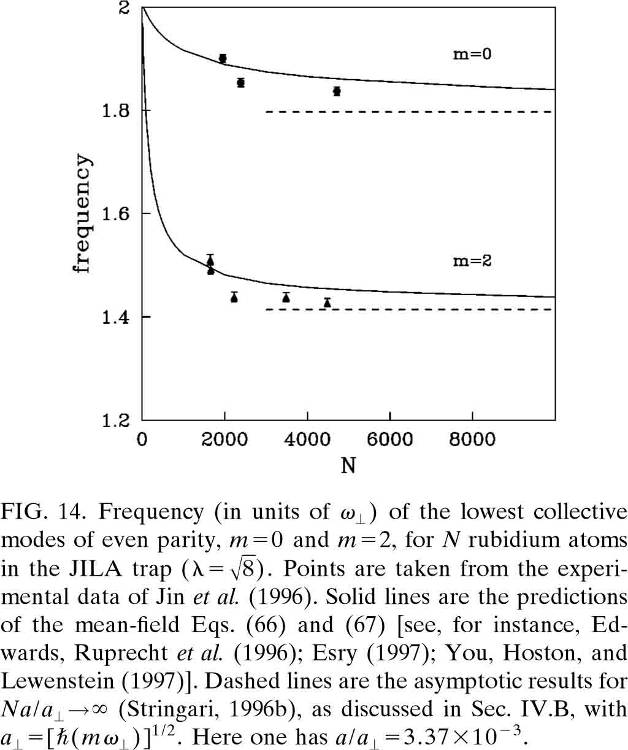 2
1.8
1.6
1.4
1.2
frequency
m=0
m=2
0 2000 4000 6000 8000
N
FIG. 14. Frequency (in units of ω⊥) of the lowest collective
modes of even parity, m=0 and m=2, for N rubidium atoms
in the JILA trap (λ=√8). Points are taken from the experi-
mental data of Jin et al. (1996). Solid lines are the predictions
of the mean-field Eqs. (66) and (67) [see, for instance, Ed-
wards, Ruprecht et al. (1996); Esry (1997); You, Hoston, and
Lewenstein (1997)]. Dashed lines are the asymptotic results for
Na/a⊥→∞ (Stringari, 1996b), as discussed in Sec. IV.B, with
a⊥=[ℏ(mω⊥)]^1/2. Here one has a/a⊥=3.37×10^−3.